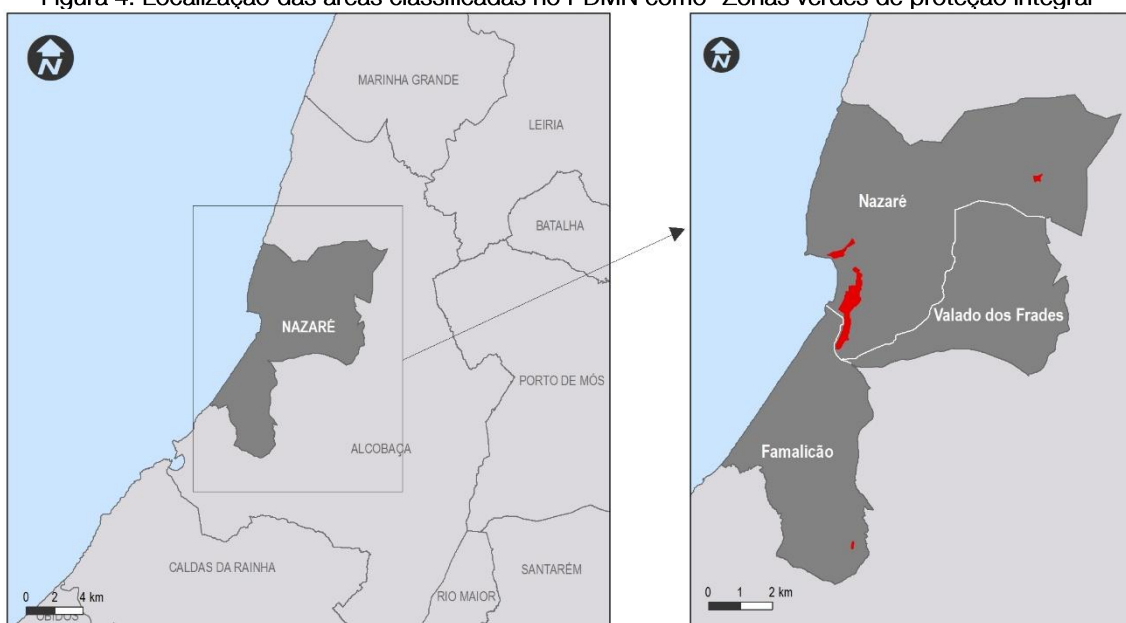 Figura 4. Localização das áreas classificadas no PDMN como "Zonas verdes de proteção integral"
N
MARINHA GRANDE
LEIRIA
BATALHA
NAZARÉ
PORTO DE MÓS
ALCOBAÇA
CALDAS DA RAINHA
SANTARÉM
RIO MAIOR
ÓBIDOS
0 2 4 km
N
Nazaré
Valado dos Frades
Famalicão
0 1 2 km